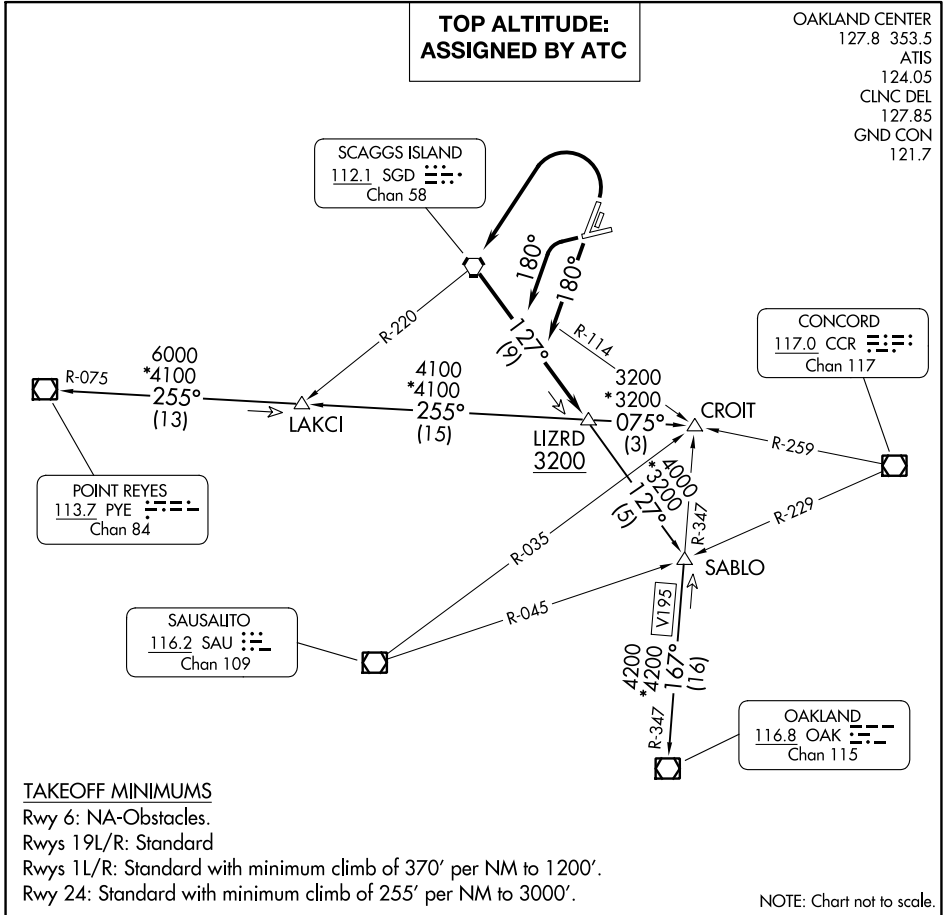 TOP ALTITUDE:
ASSIGNED BY ATC
OAKLAND CENTER
127.8 353.5
ATIS
124.05
CLNC DEL
127.85
GND CON
121.7
SCAGGS ISLAND
112.1 SGD
Chan 58
180°
180°
R-220
127°
(9)
R-114
CONCORD
117.0 CCR
Chan 117
R-075
6000
*4100
255°
(13)
LAKCI
4100
*4100
255°
(15)
LIZRD
3200
3200
*3200
075°
(3)
CROIT
R-259
POINT REYES
113.7 PYE
Chan 84
4000
*3200
127°
(5)
R-347
R-229
R-035
R-045
SABLO
SAUSALITO
116.2 SAU
Chan 109
V195
4200
*4200
167°
(16)
R-347
OAKLAND
116.8 OAK
Chan 115
TAKEOFF MINIMUMS
Rwy 6: NA-Obstacles.
Rwys 19L/R: Standard
Rwys 1L/R: Standard with minimum climb of 370' per NM to 1200'.
Rwy 24: Standard with minimum climb of 255' per NM to 3000'.
NOTE: Chart not to scale.